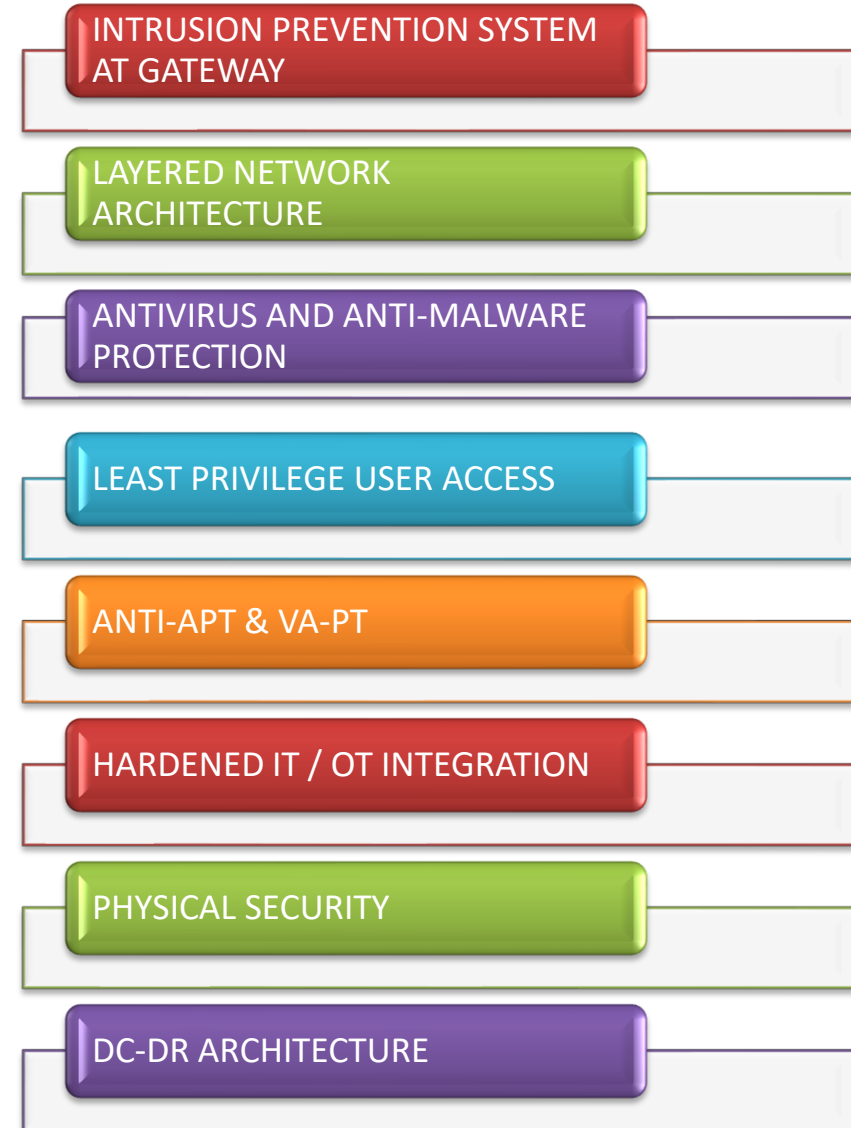 INTRUSION PREVENTION SYSTEM
AT GATEWAY
LAYERED NETWORK
ARCHITECTURE
ANTIVIRUS AND ANTI-MALWARE
PROTECTION
LEAST PRIVILEGE USER ACCESS
ANTI-APT & VA-PT
HARDENED IT / OT INTEGRATION
PHYSICAL SECURITY
DC-DR ARCHITECTURE